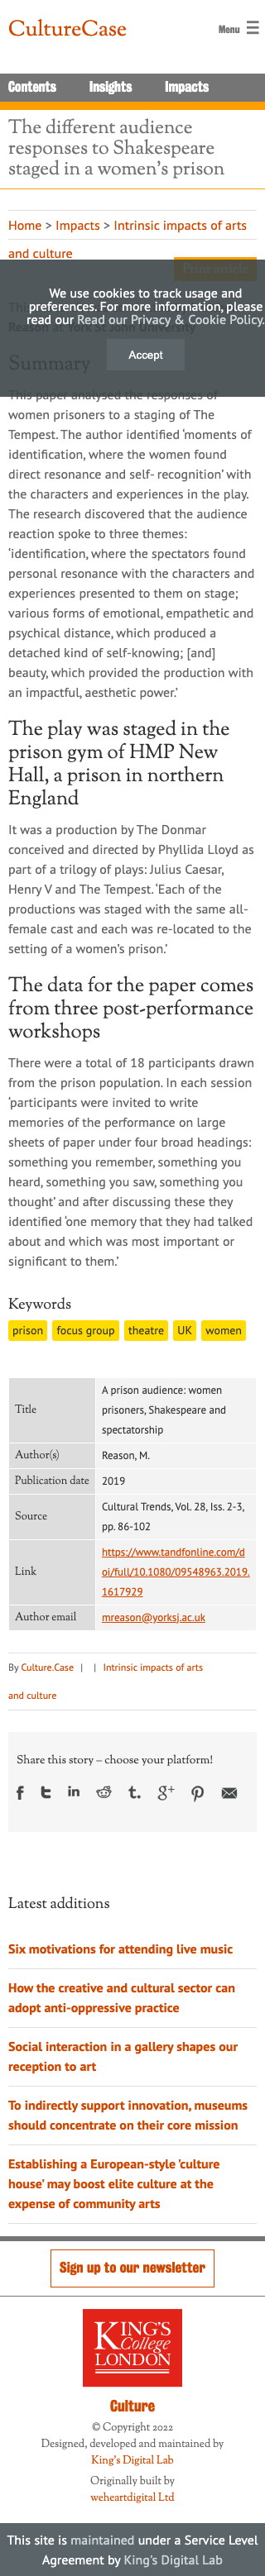 CultureCase
Menu ☰
Contents Insights Impacts
The different audience
responses to Shakespeare
staged in a women's prison
Home > Impacts > Intrinsic impacts of arts
and culture
Print article
We use cookies to track usage and
preferences. For more information, please
read our Read our Privacy & Cookie Policy.
Reason at York St John University
Accept
Summary
This paper analysed the responses of
women prisoners to a staging of The
Tempest. The author identified ‘moments of
identification, where the women found
direct resonance and self- recognition’ with
the characters and experiences in the play.
The research discovered that the audience
reaction spoke to three themes:
‘identification, where the spectators found
personal resonance with the characters and
experiences presented to them on stage;
various forms of emotional, empathetic and
psychical distance, which produced a
detached kind of self-knowing; [and]
beauty, which provided the production with
an impactful, aesthetic power.’
The play was staged in the
prison gym of HMP New
Hall, a prison in northern
England
It was a production by The Donmar
conceived and directed by Phyllida Lloyd as
part of a trilogy of plays: Julius Caesar,
Henry V and The Tempest. ‘Each of the
productions was staged with the same all-
female cast and each was re-located to the
setting of a women’s prison.’
The data for the paper comes
from three post-performance
workshops
There were a total of 18 participants drawn
from the prison population. In each session
‘participants were invited to write
memories of the performance on large
sheets of paper under four broad headings:
something you remember, something you
heard, something you saw, something you
thought’ and after discussing these they
identified ‘one memory that they had talked
about and which was most important or
significant to them.’
Keywords
prison focus group theatre UK women
Title
A prison audience: women
prisoners, Shakespeare and
spectatorship
Author(s) Reason, M.
Publication date 2019
Source
Cultural Trends, Vol. 28, Iss. 2-3,
pp. 86-102
Link
https://www.tandfonline.com/d
oi/full/10.1080/09548963.2019.
1617929
Author email mreason@yorksj.ac.uk
By Culture.Case | | Intrinsic impacts of arts
and culture
Share this story – choose your platform!
Latest additions
Six motivations for attending live music
How the creative and cultural sector can
adopt anti-oppressive practice
Social interaction in a gallery shapes our
reception to art
To indirectly support innovation, museums
should concentrate on their core mission
Establishing a European-style 'culture
house' may boost elite culture at the
expense of community arts
Sign up to our newsletter
KING'S
College
LONDON
Culture
© Copyright 2022
Designed, developed and maintained by
King's Digital Lab
Originally built by
weheartdigital Ltd
This site is maintained under a Service Level
Agreement by King's Digital Lab